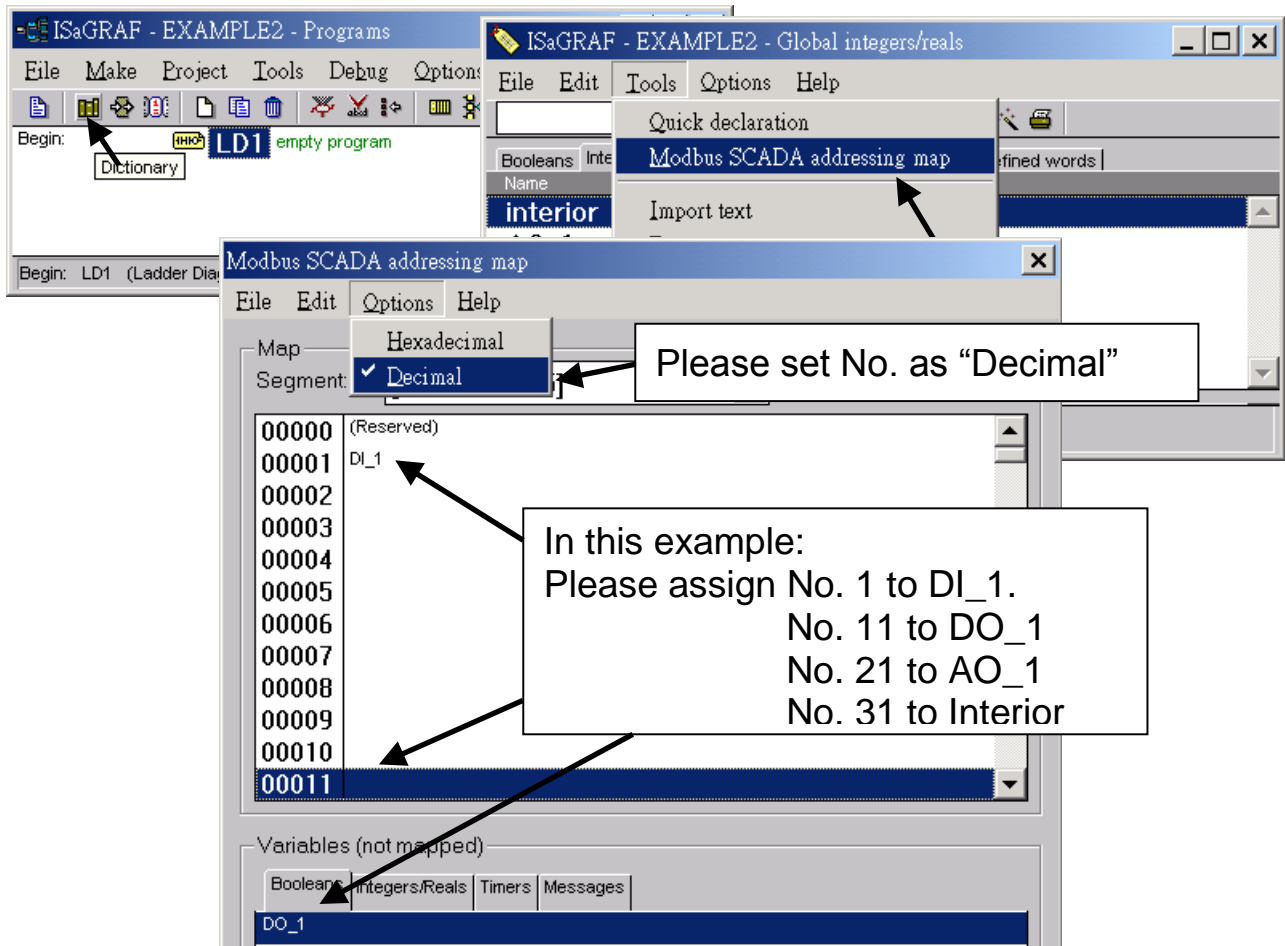 ISaGRAF - EXAMPLE2 - Programs
File Make Project Tools Debug Options
Begin:
LD1 empty program
Dictionary
Begin: LD1 (Ladder Dia
ISaGRAF - EXAMPLE2 - Global integers/reals
File Edit Tools Options Help
Quick declaration
Modbus SCADA addressing map
Import text
Booleans Inte
fined words
Name
interior
Modbus SCADA addressing map
File Edit Options Help
Hexadecimal
Decimal
Map
Segment:
Please set No. as “Decimal”
00000 (Reserved)
00001 DI_1
00002
00003
00004
00005
00006
00007
00008
00009
00010
00011
In this example:
Please assign No. 1 to DI_1.
No. 11 to DO_1
No. 21 to AO_1
No. 31 to Interior
Variables (not mapped)
Booleans Integers/Reals Timers Messages
DO_1